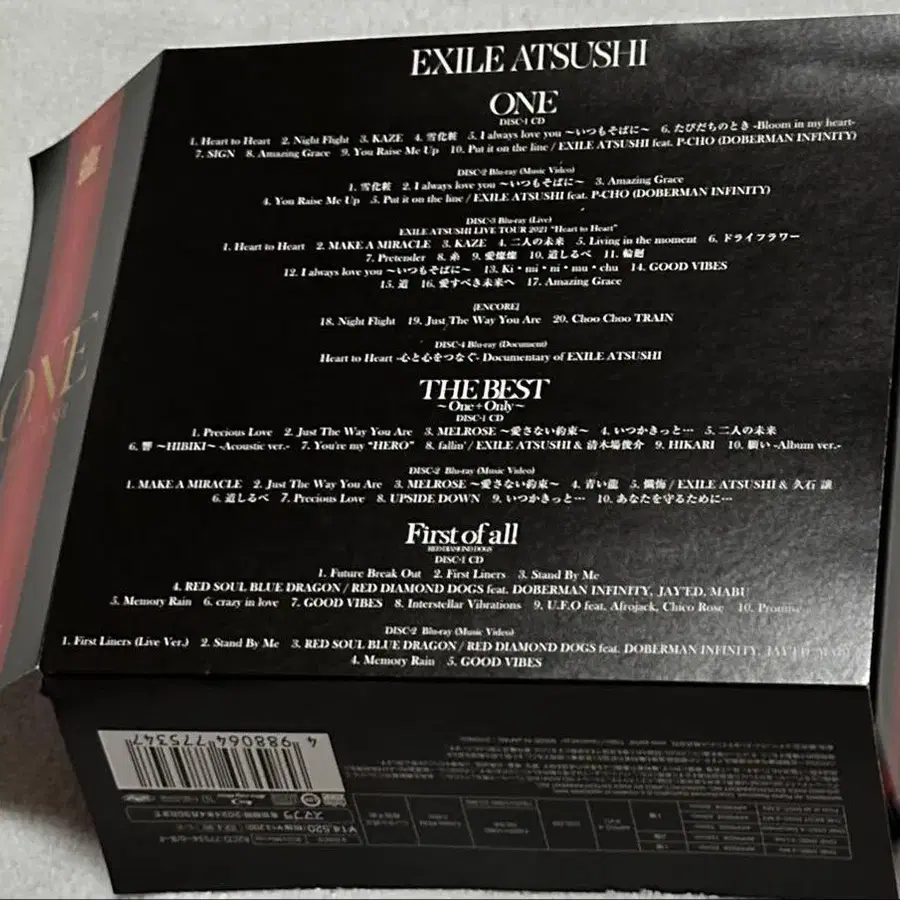 EXILE ATSUSHI
ONE
DISC-1 CD
1. Heart to Heart 2. Night Flight 3. KAZE 4. 雪化粧 5. I always love you ～いつもそばに～ 6. たびだちのとき -Bloom in my heart-
7. SIGN 8. Amazing Grace 9. You Raise Me Up 10. Put it on the line / EXILE ATSUSHI feat. P-CHO (DOBERMAN INFINITY)
DISC-2 Blu-ray (Music Video)
1. 雪化粧 2. I always love you ～いつもそばに～ 3. Amazing Grace
4. You Raise Me Up 5. Put it on the line / EXILE ATSUSHI feat. P-CHO (DOBERMAN INFINITY)
DISC-3 Blu-ray (Live)
EXILE ATSUSHI LIVE TOUR 2021 "Heart to Heart"
1. Heart to Heart 2. MAKE A MIRACLE 3. KAZE 4. 二人の未来 5. Living in the moment 6. ドライフラワー
7. Pretender 8. 糸 9. 愛燦燦 10. 道しるべ 11. 輪廻
12. I always love you ～いつもそばに～ 13. Ki・mi・ni・mu・chu 14. GOOD VIBES
15. 道 16. 愛すべき未来へ 17. Amazing Grace
[ENCORE]
18. Night Flight 19. Just The Way You Are 20. Choo Choo TRAIN
DISC-4 Blu-ray (Document)
Heart to Heart -心と心をつなぐ- Documentary of EXILE ATSUSHI
THE BEST
～One+Only～
DISC-1 CD
1. Precious Love 2. Just The Way You Are 3. MELROSE ～愛さない約束～ 4. いつかきっと… 5. 二人の未来
6. 響 ～HIBIKI～ -Acoustic ver.- 7. You're my "HERO" 8. fallin' / EXILE ATSUSHI & 清木場俊介 9. HIKARI 10. 願い -Album ver.-
DISC-2 Blu-ray (Music Video)
1. MAKE A MIRACLE 2. Just The Way You Are 3. MELROSE ～愛さない約束～ 4. 青い龍 5. 懺悔 / EXILE ATSUSHI & 久石 譲
6. 道しるべ 7. Precious Love 8. UPSIDE DOWN 9. いつかきっと… 10. あなたを守るために…
First of all
RED DIAMOND DOGS
DISC-1 CD
1. Future Break Out 2. First Liners 3. Stand By Me
4. RED SOUL BLUE DRAGON / RED DIAMOND DOGS feat. DOBERMAN INFINITY, JAY'ED, MABU
5. Memory Rain 6. crazy in love 7. GOOD VIBES 8. Interstellar Vibrations 9. U.F.O feat. Afrojack, Chico Rose 10. Promise
DISC-2 Blu-ray (Music Video)
1. First Liners (Live Ver.) 2. Stand By Me 3. RED SOUL BLUE DRAGON / RED DIAMOND DOGS feat. DOBERMAN INFINITY, JAY'ED, MABU
4. Memory Rain 5. GOOD VIBES
ONE
4 988064 775347
スマプラ
¥14,520